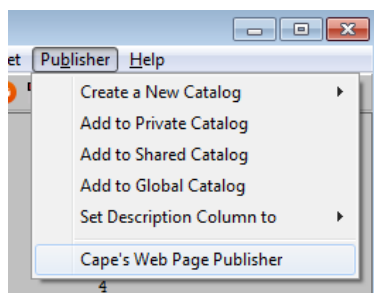 et Publisher Help
Create a New Catalog
Add to Private Catalog
Add to Shared Catalog
Add to Global Catalog
Set Description Column to
Cape's Web Page Publisher
4